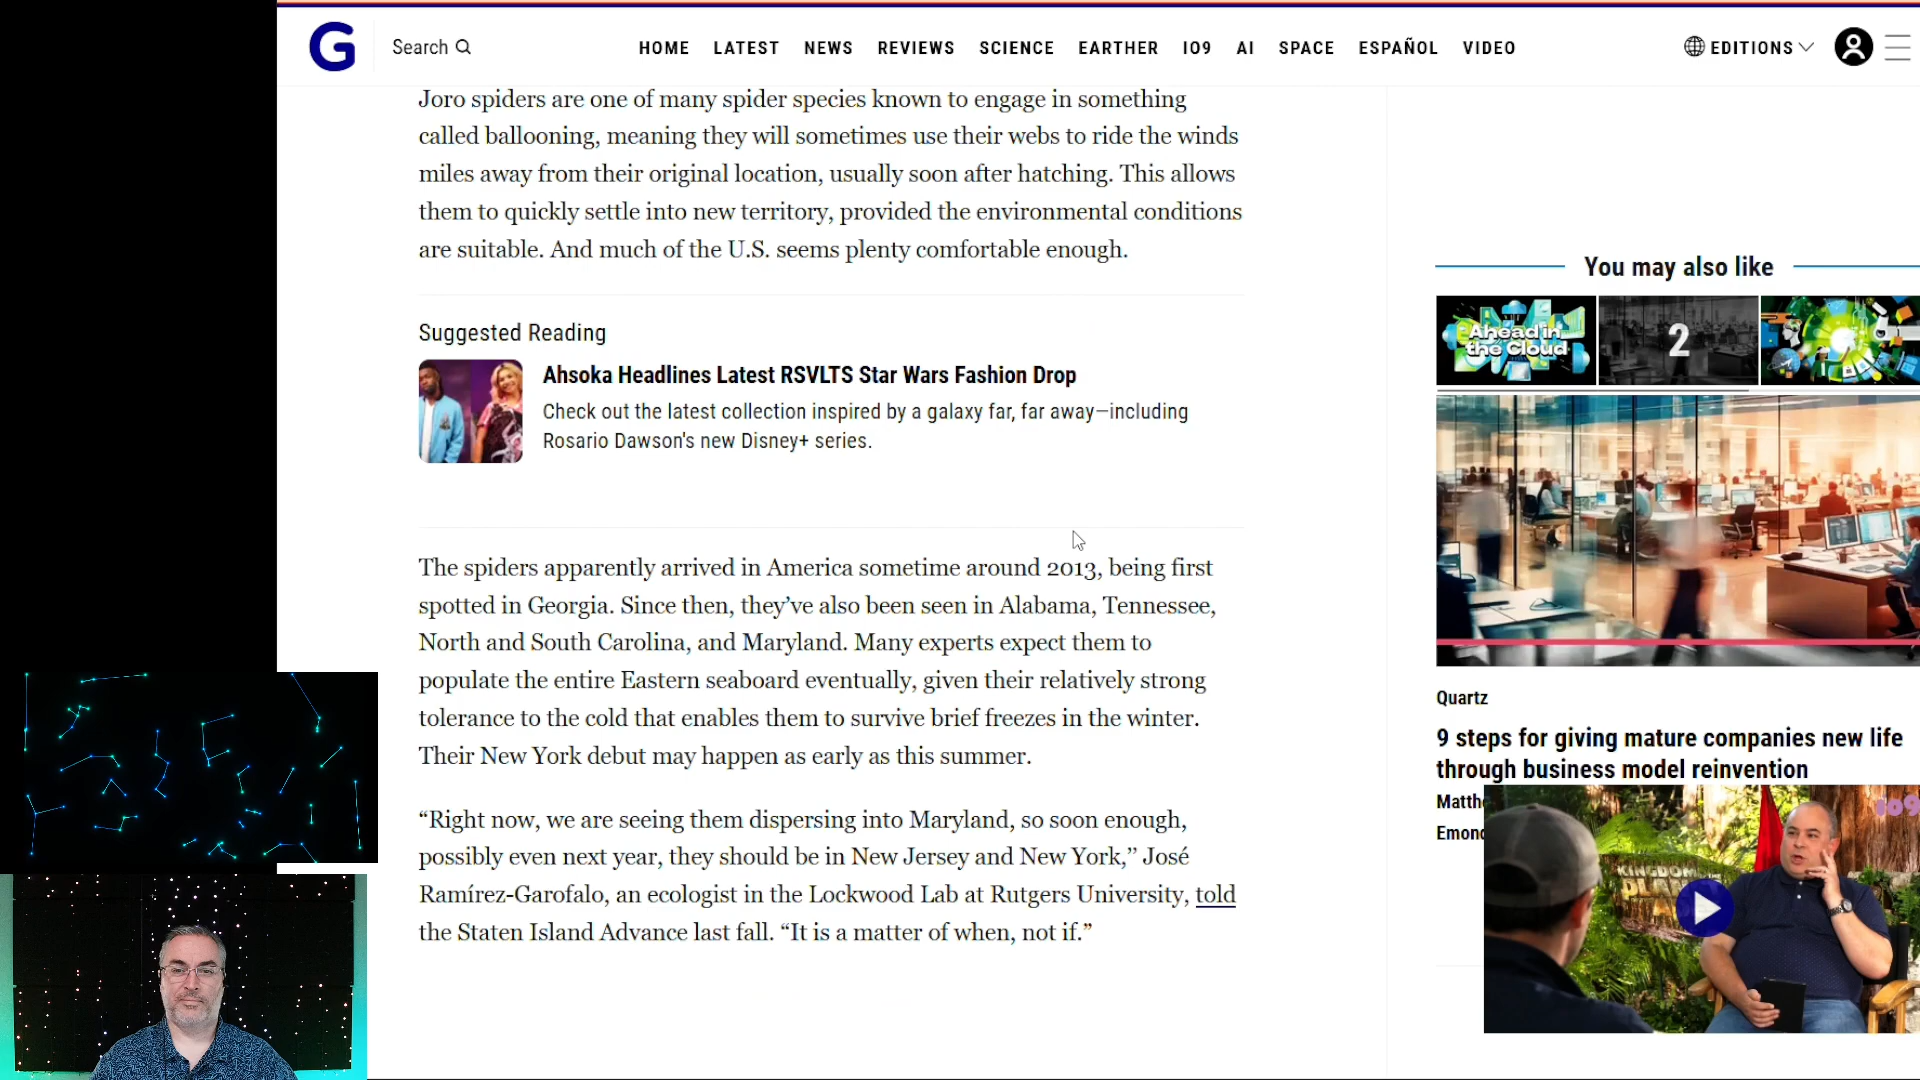 G
Search
HOME LATEST NEWS REVIEWS SCIENCE EARTHER IO9 AI SPACE ESPAÑOL VIDEO
EDITIONS
Joro spiders are one of many spider species known to engage in something
called ballooning, meaning they will sometimes use their webs to ride the winds
miles away from their original location, usually soon after hatching. This allows
them to quickly settle into new territory, provided the environmental conditions
are suitable. And much of the U.S. seems plenty comfortable enough.
Suggested Reading
Ahsoka Headlines Latest RSVLTS Star Wars Fashion Drop
Check out the latest collection inspired by a galaxy far, far away—including
Rosario Dawson's new Disney+ series.
The spiders apparently arrived in America sometime around 2013, being first
spotted in Georgia. Since then, they’ve also been seen in Alabama, Tennessee,
North and South Carolina, and Maryland. Many experts expect them to
populate the entire Eastern seaboard eventually, given their relatively strong
tolerance to the cold that enables them to survive brief freezes in the winter.
Their New York debut may happen as early as this summer.
“Right now, we are seeing them dispersing into Maryland, so soon enough,
possibly even next year, they should be in New Jersey and New York,” José
Ramírez-Garofalo, an ecologist in the Lockwood Lab at Rutgers University, told
the Staten Island Advance last fall. “It is a matter of when, not if.”
You may also like
Ahead in
the Cloud
2
Quartz
9 steps for giving mature companies new life
through business model reinvention
Matth
Emond
io9
KINGDOM